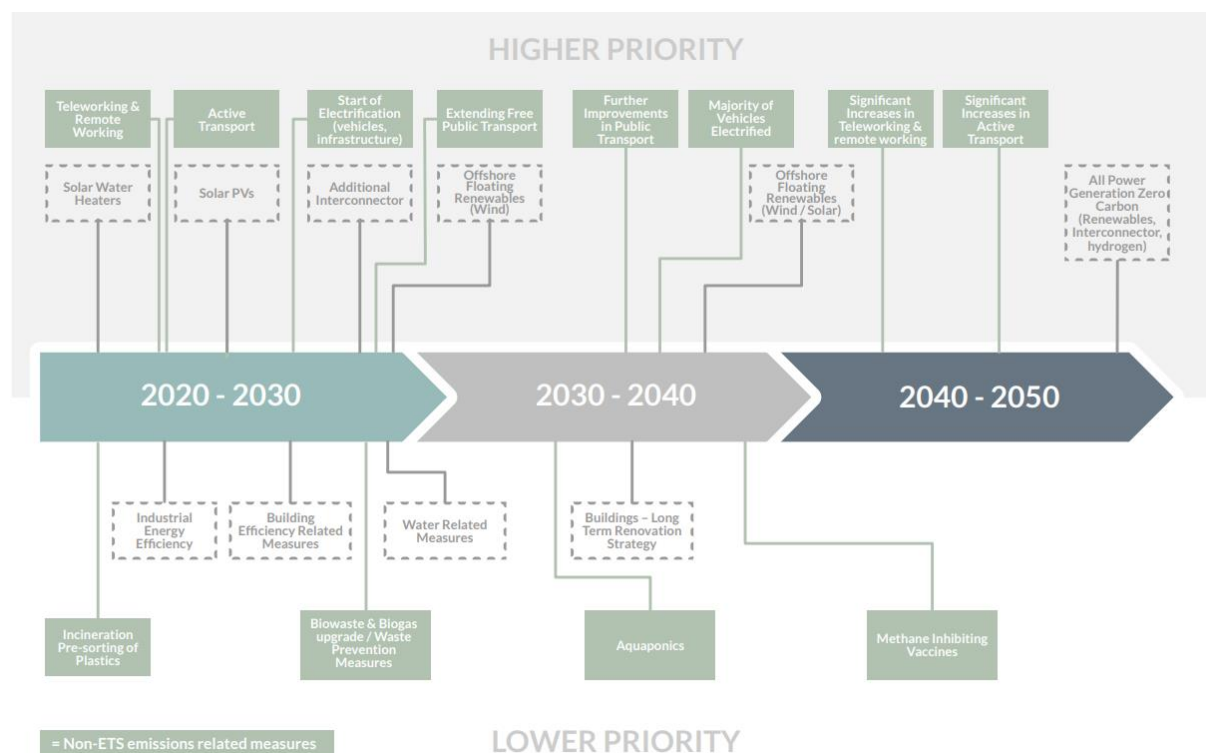 HIGHER PRIORITY
Teleworking &
Remote
Working
Active
Transport
Start of
Electrification
(vehicles,
infrastructure)
Extending Free
Public Transport
Further
Improvements
in Public
Transport
Majority of
Vehicles
Electrified
Significant
Increases in
Teleworking &
remote working
Significant
Increases in
Active
Transport
Solar Water
Heaters
Solar PVs
Additional
Interconnector
Offshore
Floating
Renewables
(Wind)
Offshore
Floating
Renewables
(Wind / Solar)
All Power
Generation Zero
Carbon
(Renewables,
Interconnector,
hydrogen)
2020 - 2030
2030 - 2040
2040 - 2050
Industrial
Energy
Efficiency
Building
Efficiency Related
Measures
Water Related
Measures
Buildings – Long
Term Renovation
Strategy
Incineration
Pre-sorting of
Plastics
Biowaste & Biogas
upgrade / Waste
Prevention
Measures
Aquaponics
Methane Inhibiting
Vaccines
= Non-ETS emissions related measures
LOWER PRIORITY